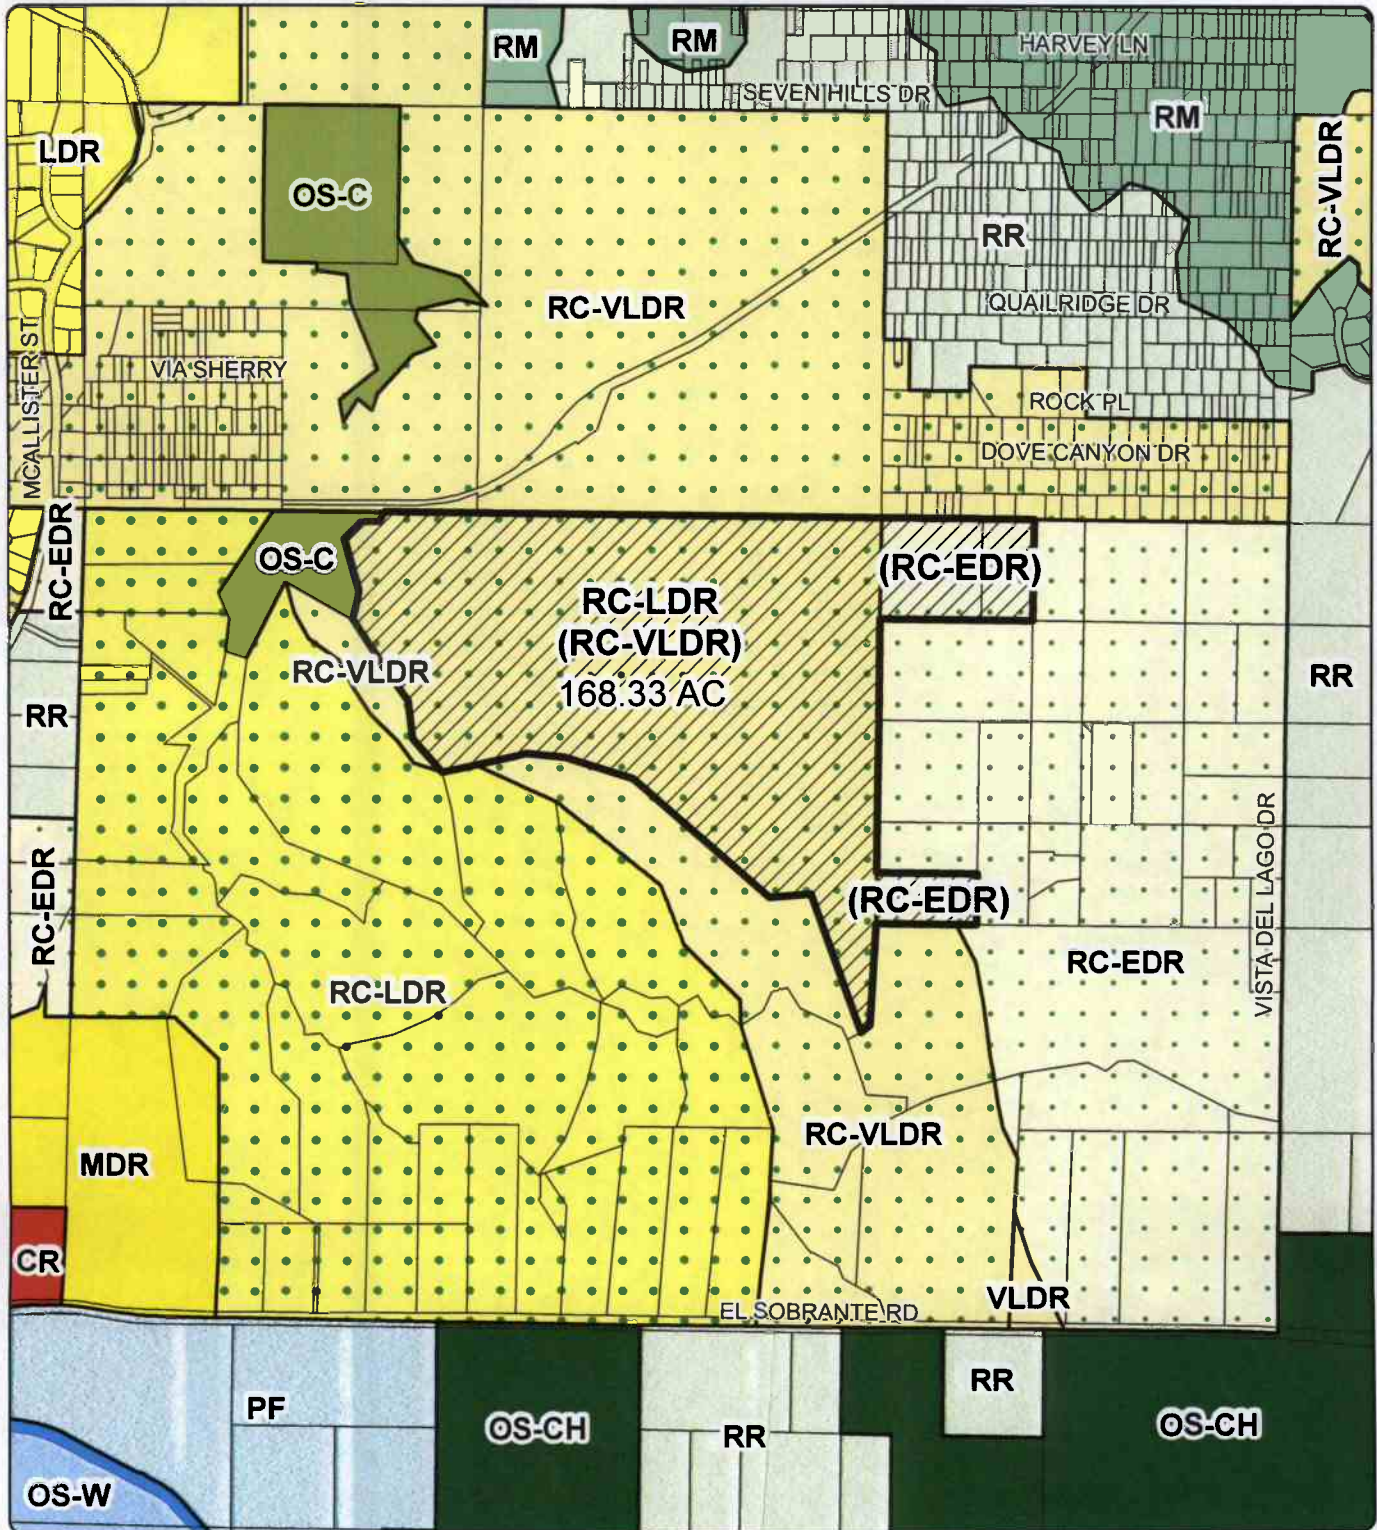 RM
RM
HARVEY LN
SEVEN HILLS DR
RM
LDR
RC-VLDR
OS-C
RR
RC-VLDR
QUAILRIDGE DR
MCALLISTER ST
VIA SHERRY
ROCK PL
DOVE CANYON DR
RC-EDR
OS-C
(RC-EDR)
RC-LDR
(RC-VLDR)
168.33 AC
RC-VLDR
RR
RR
VISTA DEL LAGO DR
RC-EDR
(RC-EDR)
RC-EDR
RC-LDR
RC-VLDR
MDR
CR
VLDR
EL SOBRANTE RD
PF
OS-CH
RR
RR
OS-CH
OS-W